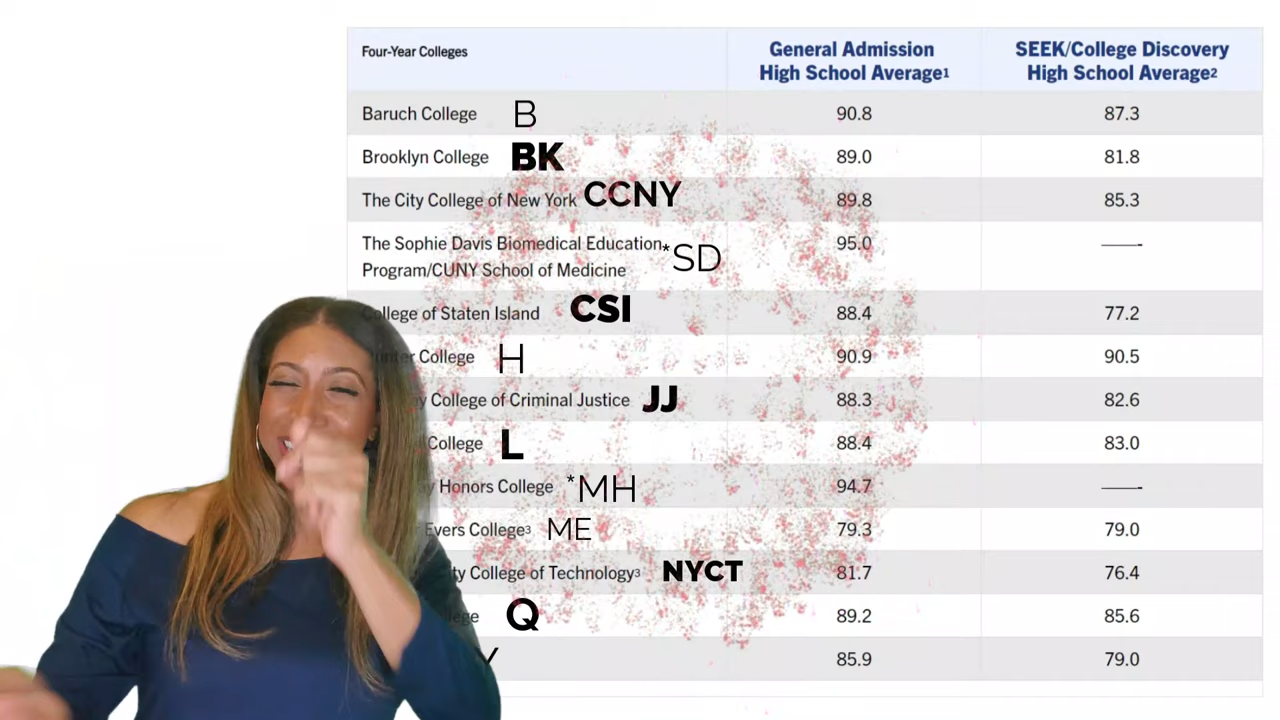 Four-Year Colleges General Admission High School Average1 SEEK/College Discovery High School Average2
Baruch College B 90.8 87.3
Brooklyn College BK 89.0 81.8
The City College of New York CCNY 89.8 85.3
The Sophie Davis Biomedical Education *SD 95.0 ——
Program/CUNY School of Medicine
College of Staten Island CSI 88.4 77.2
Hunter College H 90.9 90.5
College of Criminal Justice JJ 88.3 82.6
College L 88.4 83.0
Honors College *MH 94.7 ——
Evers College3 ME 79.3 79.0
College of Technology3 NYCT 81.7 76.4
Q 89.2 85.6
85.9 79.0